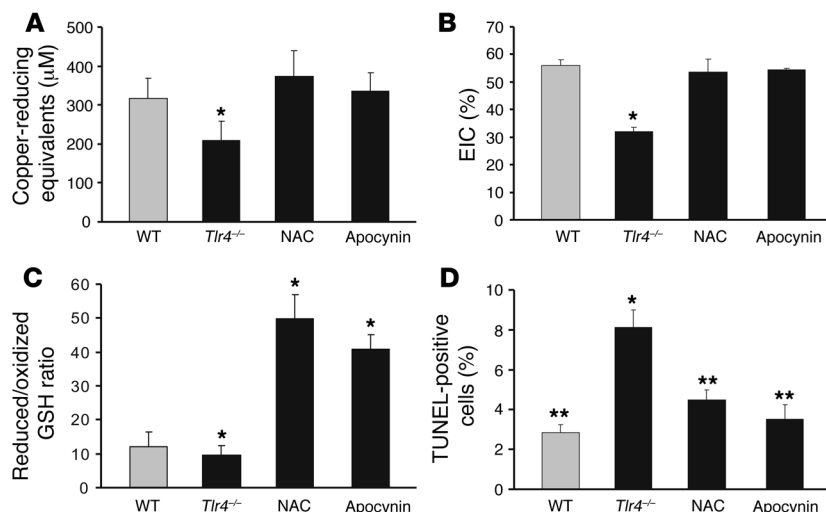 A
Copper-reducing
equivalents (μM)
500
400
300
200
100
0
*
WT
Tlr4–/–
NAC
Apocynin
B
EIC (%)
70
60
50
40
30
20
10
0
*
WT
Tlr4–/–
NAC
Apocynin
C
Reduced/oxidized
GSH ratio
60
50
40
30
20
10
0
*
*
*
WT
Tlr4–/–
NAC
Apocynin
D
TUNEL-positive
cells (%)
10
8
6
4
2
0
**
*
**
**
WT
Tlr4–/–
NAC
Apocynin